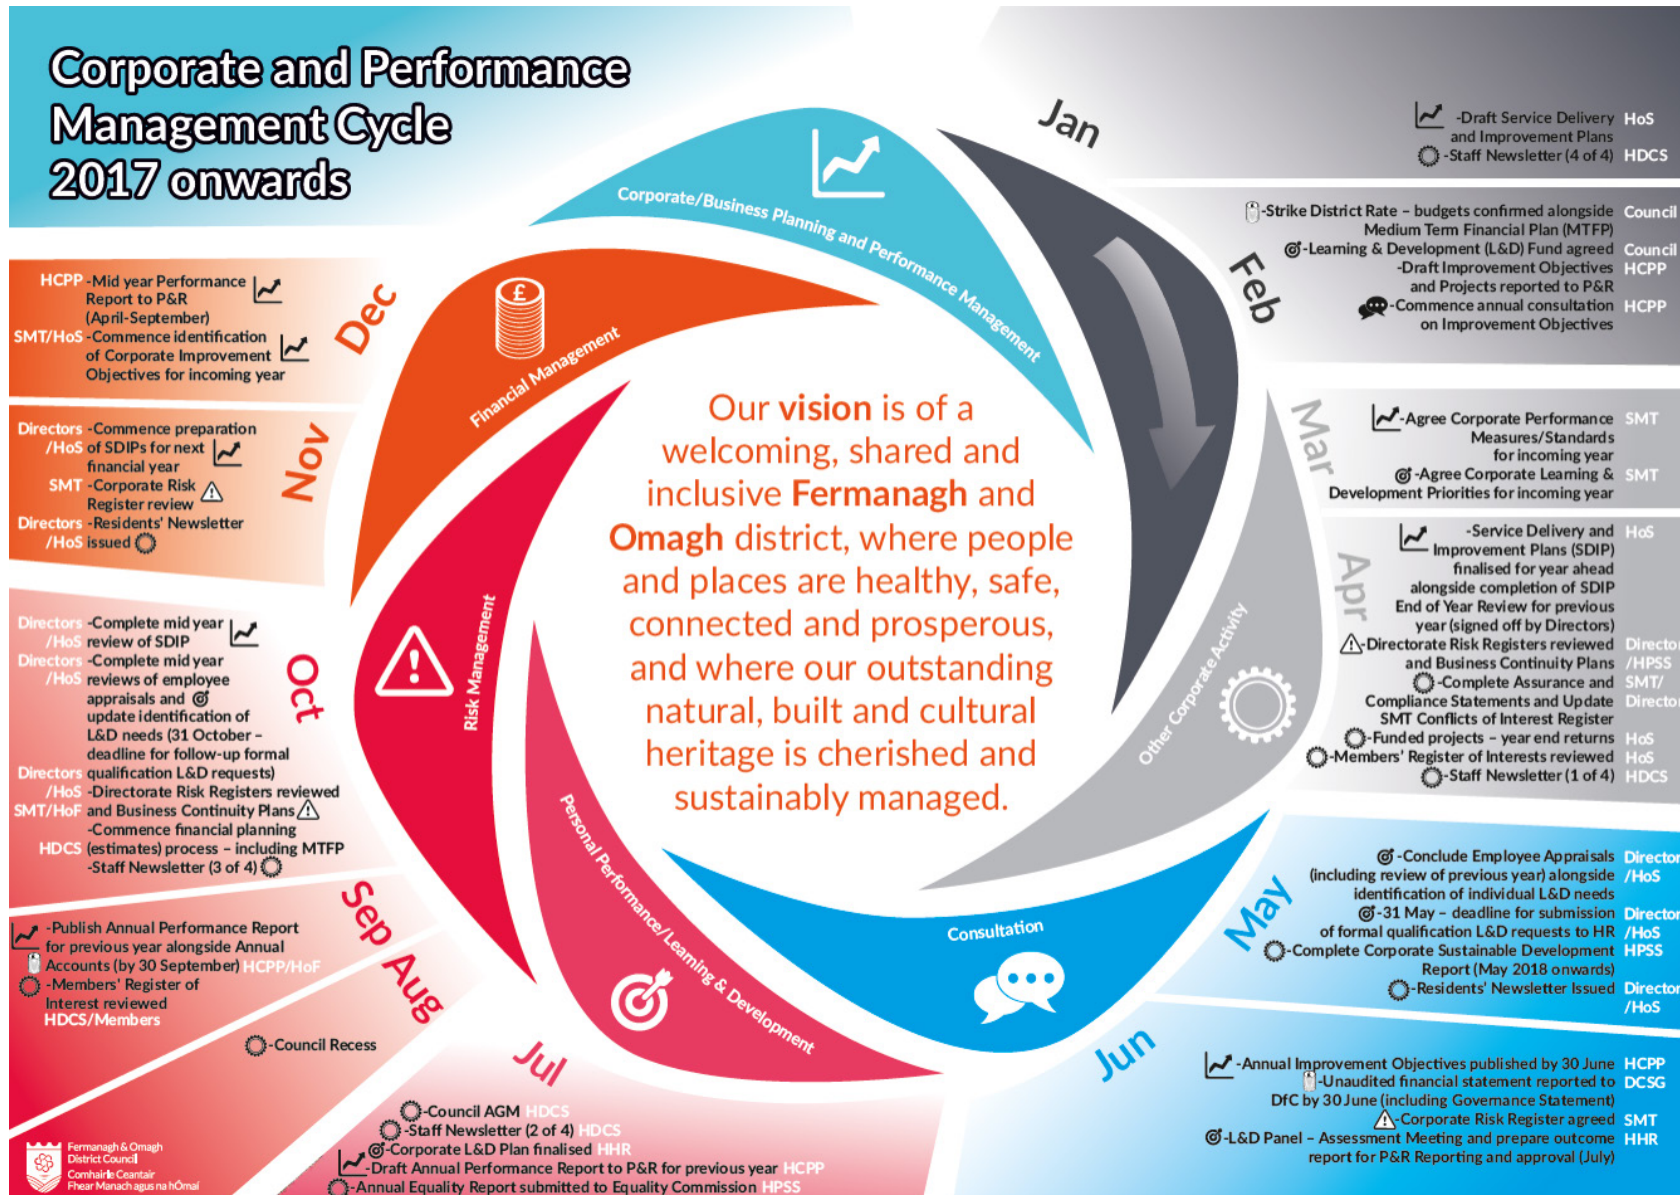 Corporate and Performance
Management Cycle
2017 onwards
Corporate/Business Planning and Performance Management
Financial Management
£
Risk Management
Personal Performance/Learning & Development
Consultation
Other Corporate Activity
Our vision is of a
welcoming, shared and
inclusive Fermanagh and
Omagh district, where people
and places are healthy, safe,
connected and prosperous,
and where our outstanding
natural, built and cultural
heritage is cherished and
sustainably managed.
Jan
-Draft Service Delivery HoS
and Improvement Plans
-Staff Newsletter (4 of 4) HDCS
Feb
-Strike District Rate – budgets confirmed alongside Council
Medium Term Financial Plan (MTFP)
-Learning & Development (L&D) Fund agreed Council
-Draft Improvement Objectives HCPP
and Projects reported to P&R
-Commence annual consultation HCPP
on Improvement Objectives
Mar
-Agree Corporate Performance SMT
Measures/Standards
for incoming year
-Agree Corporate Learning & SMT
Development Priorities for incoming year
Apr
-Service Delivery and HoS
Improvement Plans (SDIP)
finalised for year ahead
alongside completion of SDIP
End of Year Review for previous
year (signed off by Directors)
-Directorate Risk Registers reviewed Director
and Business Continuity Plans /HPSS
-Complete Assurance and SMT/
Compliance Statements and Update Director
SMT Conflicts of Interest Register
-Funded projects – year end returns HoS
-Members' Register of Interests reviewed HoS
-Staff Newsletter (1 of 4) HDCS
May
-Conclude Employee Appraisals Director
(including review of previous year) alongside /HoS
identification of individual L&D needs
-31 May – deadline for submission Director
of formal qualification L&D requests to HR /HoS
-Complete Corporate Sustainable Development HPSS
Report (May 2018 onwards)
-Residents' Newsletter Issued Director
/HoS
Jun
-Annual Improvement Objectives published by 30 June HCPP
-Unaudited financial statement reported to DCSG
DfC by 30 June (including Governance Statement)
-Corporate Risk Register agreed SMT
-L&D Panel – Assessment Meeting and prepare outcome HHR
report for P&R Reporting and approval (July)
Jul
-Council AGM HDCS
-Staff Newsletter (2 of 4) HDCS
-Corporate L&D Plan finalised HHR
-Draft Annual Performance Report to P&R for previous year HCPP
-Annual Equality Report submitted to Equality Commission HPSS
Aug
-Council Recess
Sep
-Publish Annual Performance Report
for previous year alongside Annual
Accounts (by 30 September) HCPP/HoF
-Members' Register of
Interest reviewed
HDCS/Members
Oct
Directors -Complete mid year
/HoS review of SDIP
Directors -Complete mid year
/HoS reviews of employee
appraisals and
update identification of
L&D needs (31 October –
deadline for follow-up formal
Directors qualification L&D requests)
/HoS -Directorate Risk Registers reviewed
SMT/HoF and Business Continuity Plans
-Commence financial planning
HDCS (estimates) process – including MTFP
-Staff Newsletter (3 of 4)
Nov
Directors -Commence preparation
/HoS of SDIPs for next
financial year
SMT -Corporate Risk
Register review
Directors -Residents' Newsletter
/HoS issued
Dec
HCPP -Mid year Performance
Report to P&R
(April-September)
SMT/HoS -Commence identification
of Corporate Improvement
Objectives for incoming year
Fermanagh & Omagh
District Council
Comhairle Ceantair
Fhear Manach agus na hÓmaí